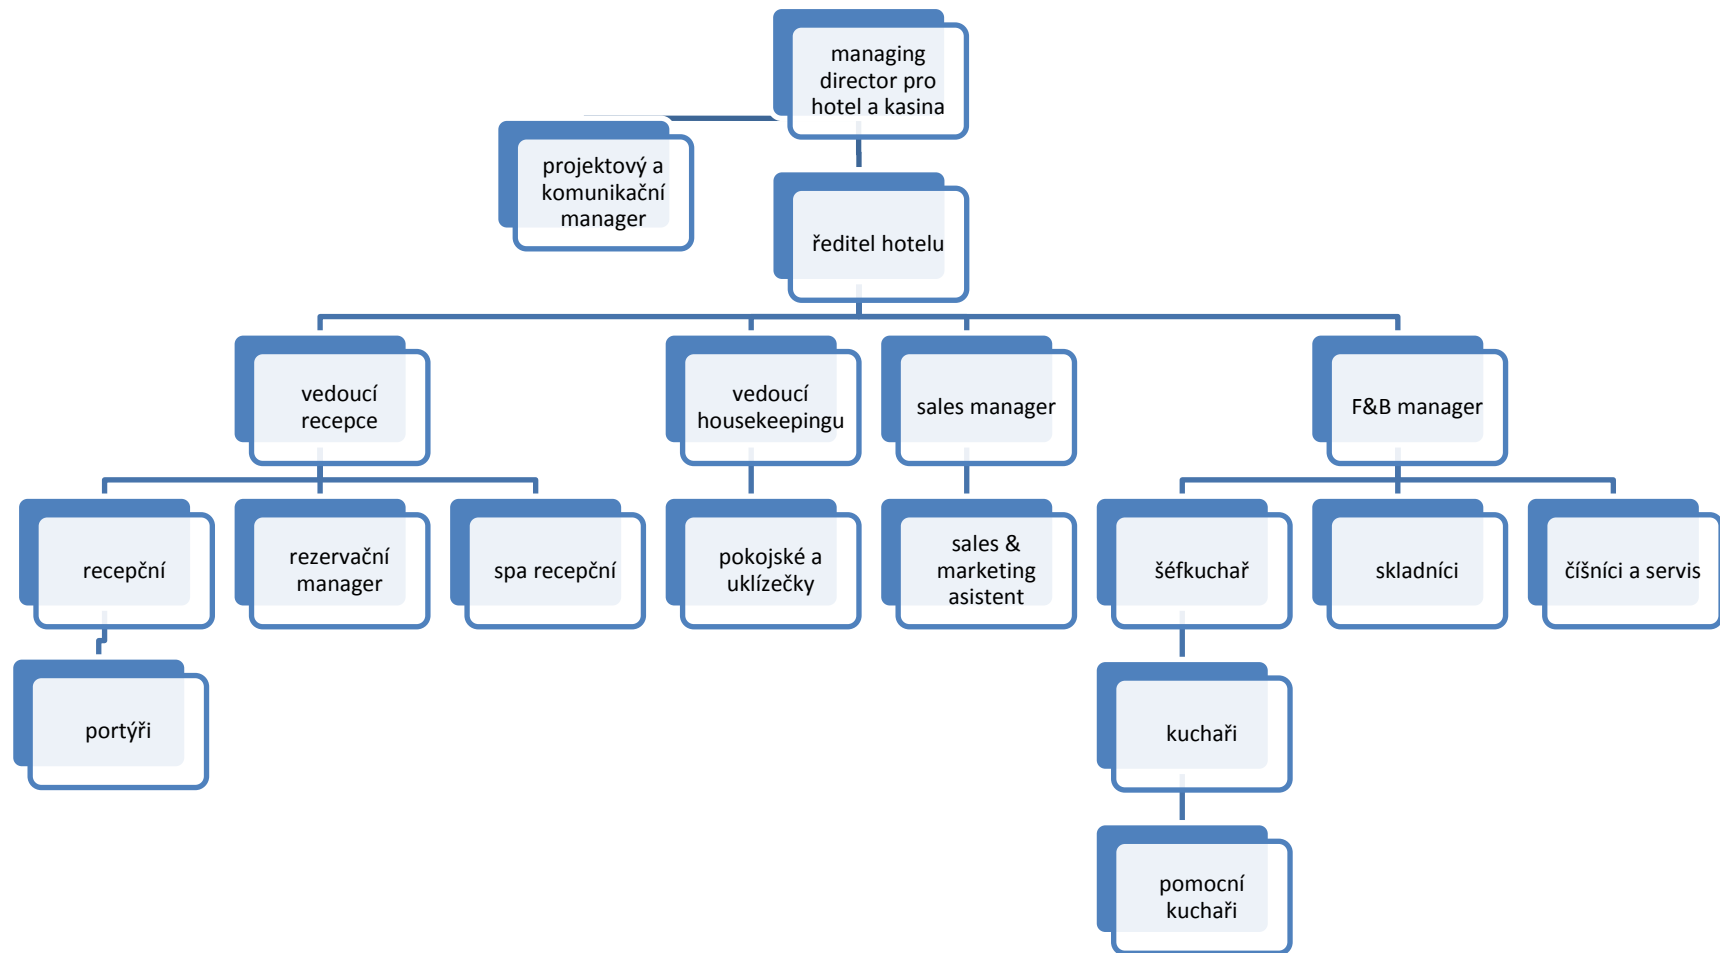 managing
director pro
hotel a kasina
projektový a
komunikační
manager
ředitel hotelu
vedoucí
recepce
vedoucí
housekeepingu
sales manager
F&B manager
recepční
rezervační
manager
spa recepční
pokojské a
uklízečky
sales &
marketing
asistent
šéfkuchař
skladníci
číšníci a servis
portýři
kuchaři
pomocní
kuchaři